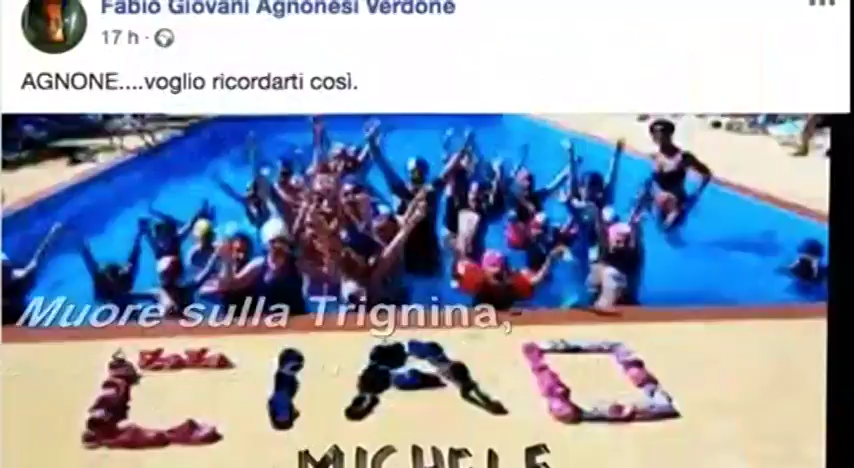 Fabio Giovani Agnonesi Verdone
17 h ·
AGNONE....voglio ricordarti così.
Muore sulla Trignina,
CIAO
MICHELE